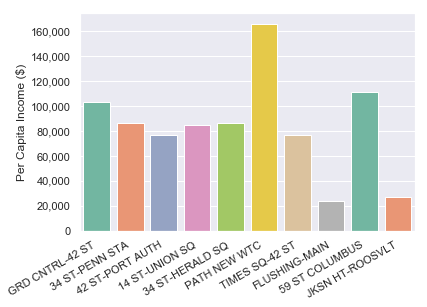 160,000
140,000
120,000
100,000
80,000
60,000
40,000
20,000
0
Per Capita Income ($)
GRD CNTRL-42 ST
34 ST-PENN STA
42 ST-PORT AUTH
14 ST-UNION SQ
34 ST-HERALD SQ
PATH NEW WTC
TIMES SQ-42 ST
FLUSHING-MAIN
59 ST COLUMBUS
JKSN HT-ROOSVLT